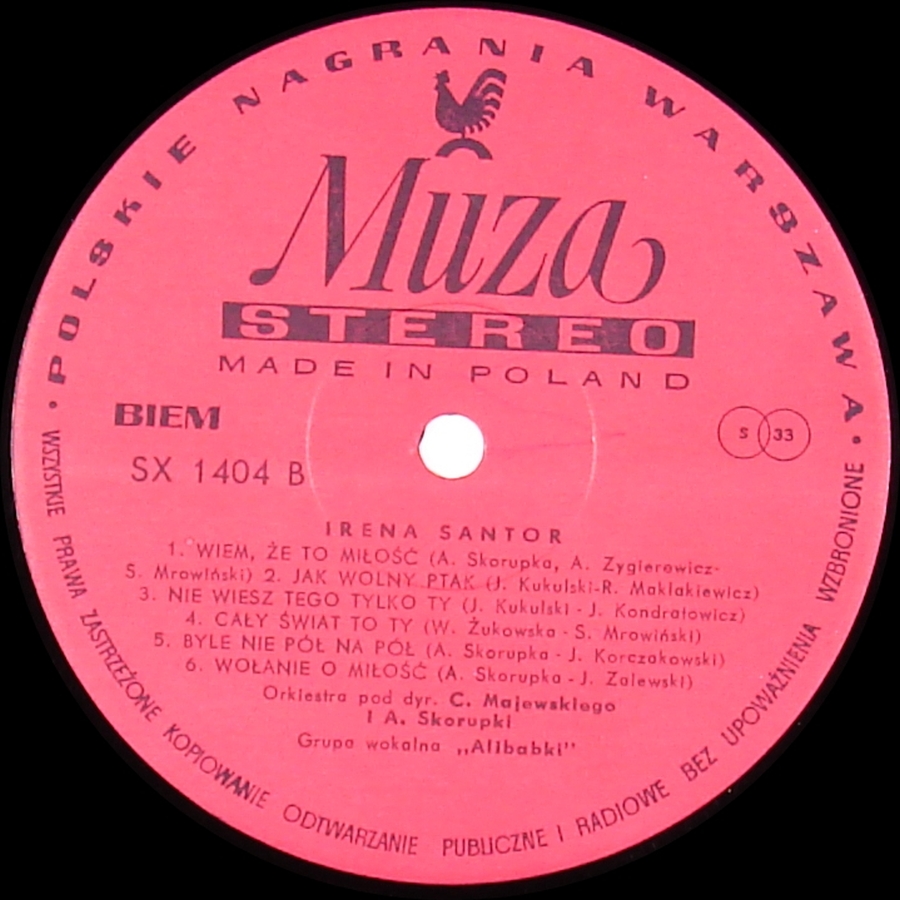 • POLSKIE NAGRANIA WARSZAWA •
Muza
STEREO
MADE IN POLAND
BIEM
S 33
SX 1404 B
IRENA SANTOR
1. WIEM, ŻE TO MIŁOŚĆ (A. Skorupka, A. Zygierewicz-
S. Mrowiński) 2. JAK WOLNY PTAK (J. Kukulski-R. Maklakiewicz)
3. NIE WIESZ TEGO TYLKO TY (J. Kukulski - J. Kondratowicz)
4. CAŁY ŚWIAT TO TY (W. Żukowska - S. Mrowiński)
5. BYLE NIE PÓŁ NA PÓŁ (A. Skorupka - J. Korczakowski)
6. WOŁANIE O MIŁOŚĆ (A. Skorupka - J. Zalewski)
Orkiestra pod dyr. C. Majewskiego
i A. Skorupki
Grupa wokalna „Alibabki"
WSZYSTKIE PRAWA ZASTRZEŻONE KOPIOWANIE ODTWARZANIE PUBLICZNE I RADIOWE BEZ UPOWAŻNIENIA WZBRONIONE